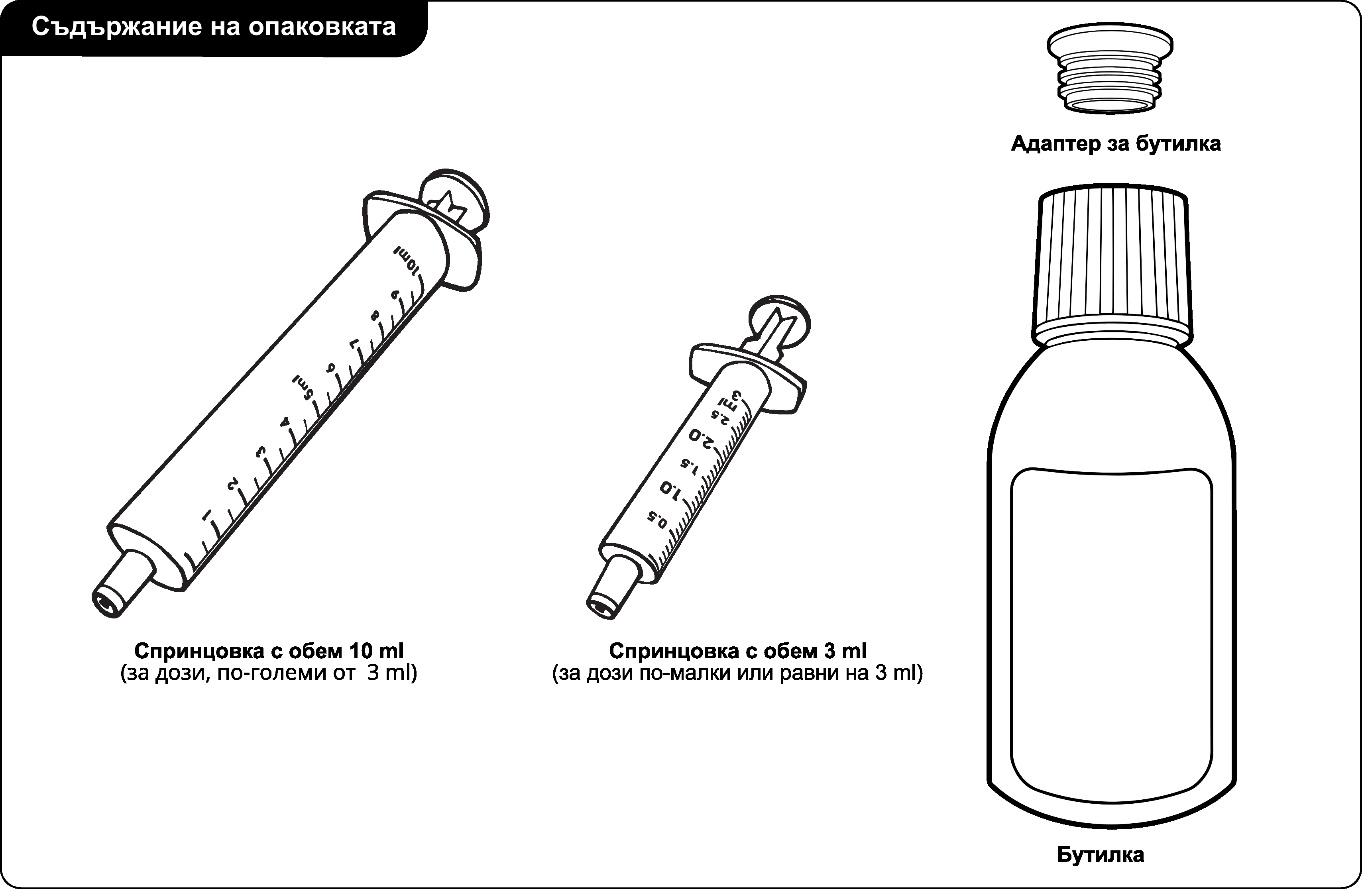 Съдържание на опаковката
Адаптер за бутилка
10ml
9
8
7
6
5ml
4
3
2
1
3
ml
2.5
2.0
1.5
1.0
0.5
Спринцовка с обем 10 ml
(за дози, по-големи от 3 ml)
Спринцовка с обем 3 ml
(за дози по-малки или равни на 3 ml)
Бутилка